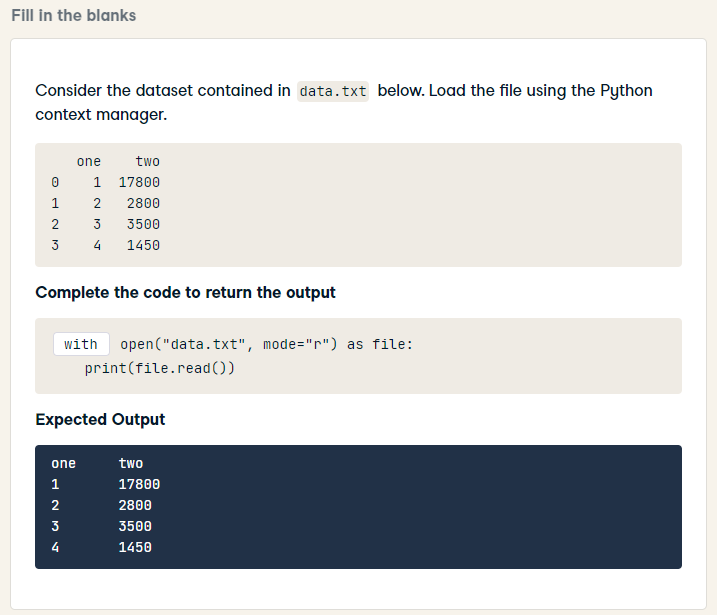 Fill in the blanks
Consider the dataset contained in data.txt below. Load the file using the Python
context manager.
one two
0 1 17800
1 2 2800
2 3 3500
3 4 1450
Complete the code to return the output
with open("data.txt", mode="r") as file:
print(file.read())
Expected Output
one two
1 17800
2 2800
3 3500
4 1450